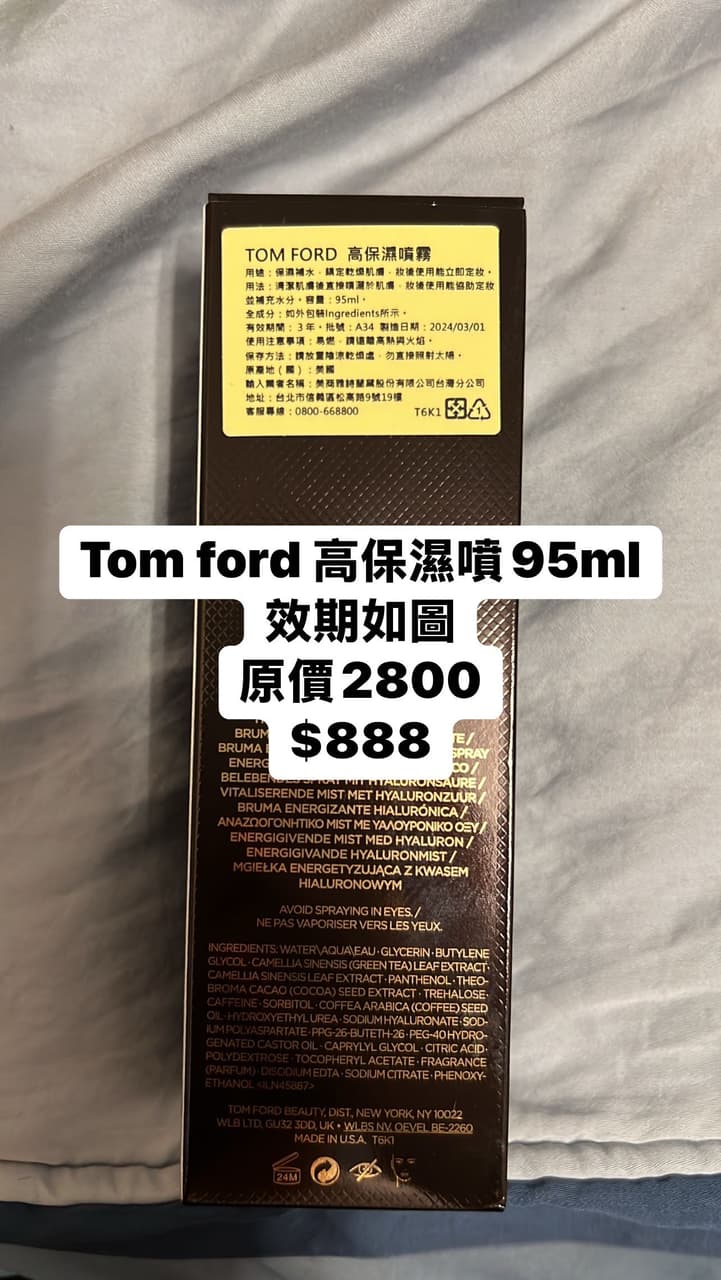 TOM FORD 高保濕噴霧
用途：保濕補水，鎮定乾燥肌膚，妝後使用能立即定妝。
用法：清潔肌膚後直接噴灑於肌膚，妝後使用能協助定妝
並補充水分。容量：95ml。
全成分：如外包裝Ingredients所示。
有效期間：3年。批號：A34 製造日期：2024/03/01
使用注意事項：易燃，請遠離高熱與火焰。
保存方法：請放置陰涼乾燥處，勿直接照射太陽。
原產地（國）：美國
輸入業者名稱：美商雅詩蘭黛股份有限公司台灣分公司
地址：台北市信義區松高路9號19樓
客服專線：0800-668800 T6K1
Tom ford 高保濕噴95ml
效期如圖
原價2800
$888
BRUM TE /
BRUMA SPRAY
ENERG CO /
BELEBENDES SPRAY MIT HYALURONSÄURE /
VITALISERENDE MIST MET HYALURONZUUR /
BRUMA ENERGIZANTE HIALURÓNICA /
ΑΝΑΖΩΟΓΟΝΗΤΙΚΟ MIST ΜΕ ΥΑΛΟΥΡΟΝΙΚΟ ΟΞΥ /
ENERGIGIVENDE MIST MED HYALURON /
ENERGIGIVANDE HYALURONMIST /
MGIEŁKA ENERGETYZUJĄCA Z KWASEM
HIALURONOWYM
AVOID SPRAYING IN EYES. /
NE PAS VAPORISER VERS LES YEUX.
INGREDIENTS: WATER\AQUA\EAU · GLYCERIN · BUTYLENE
GLYCOL · CAMELLIA SINENSIS (GREEN TEA) LEAF EXTRACT ·
CAMELLIA SINENSIS LEAF EXTRACT · PANTHENOL · THEO-
BROMA CACAO (COCOA) SEED EXTRACT · TREHALOSE ·
CAFFEINE · SORBITOL · COFFEA ARABICA (COFFEE) SEED
OIL · HYDROXYETHYL UREA · SODIUM HYALURONATE · SOD-
IUM POLYASPARTATE · PPG-26-BUTETH-26 · PEG-40 HYDRO-
GENATED CASTOR OIL · CAPRYLYL GLYCOL · CITRIC ACID ·
POLYDEXTROSE · TOCOPHERYL ACETATE · FRAGRANCE
(PARFUM) · DISODIUM EDTA · SODIUM CITRATE · PHENOXY-
ETHANOL <ILN45887>
TOM FORD BEAUTY, DIST., NEW YORK, NY 10022
WLB LTD, GU32 3DD, UK • WLBS NV. OEVEL BE-2260
MADE IN U.S.A. T6K1
24M